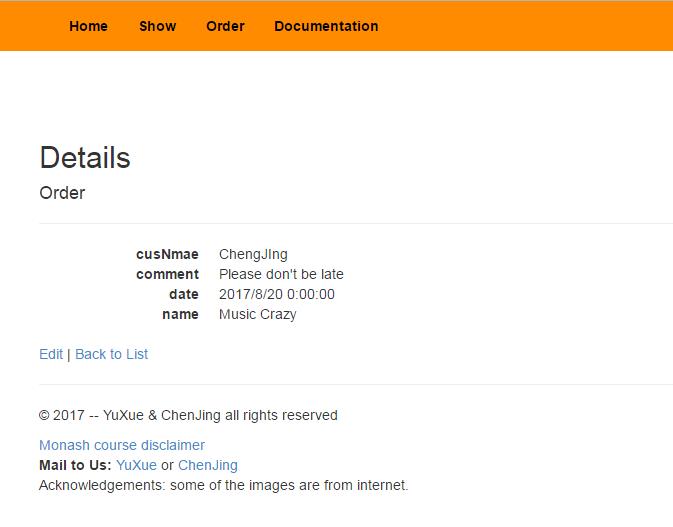 Home Show Order Documentation
Details
Order
cusNmae ChengJIng
comment Please don't be late
date 2017/8/20 0:00:00
name Music Crazy
Edit | Back to List
© 2017 -- YuXue & ChenJing all rights reserved
Monash course disclaimer
Mail to Us: YuXue or ChenJing
Acknowledgements: some of the images are from internet.